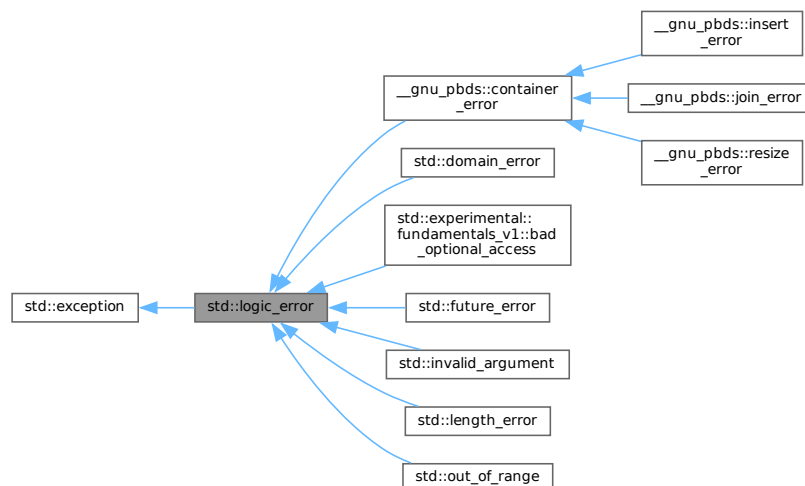 __gnu_pbds::insert
_error
__gnu_pbds::container
_error
__gnu_pbds::join_error
__gnu_pbds::resize
_error
std::domain_error
std::experimental::
fundamentals_v1::bad
_optional_access
std::exception
std::logic_error
std::future_error
std::invalid_argument
std::length_error
std::out_of_range